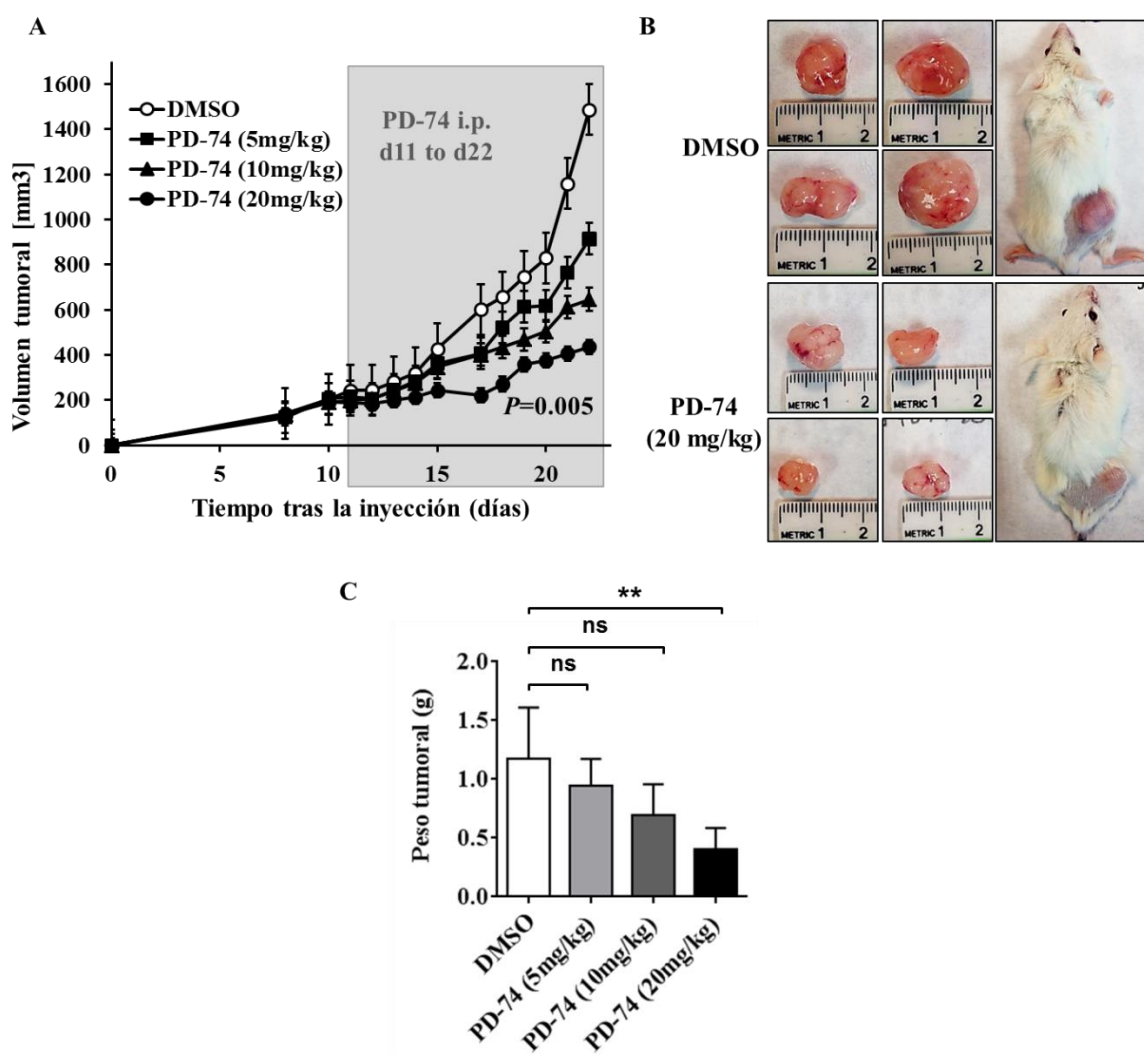 A
1600
1400
1200
1000
800
600
400
200
0
Volumen tumoral [mm3]
DMSO
PD-74 (5mg/kg)
PD-74 (10mg/kg)
PD-74 (20mg/kg)
PD-74 i.p.
d11 to d22
P=0.005
0 5 10 15 20
Tiempo tras la inyección (días)
B
DMSO
METRIC 1 2
METRIC 1 2
METRIC 1 2
METRIC 1 2
PD-74
(20 mg/kg)
METRIC 1 2
METRIC 1 2
METRIC 1 2
METRIC 1 2
C
**
ns
ns
2.0
1.5
1.0
0.5
0.0
Peso tumoral (g)
DMSO
PD-74 (5mg/kg)
PD-74 (10mg/kg)
PD-74 (20mg/kg)